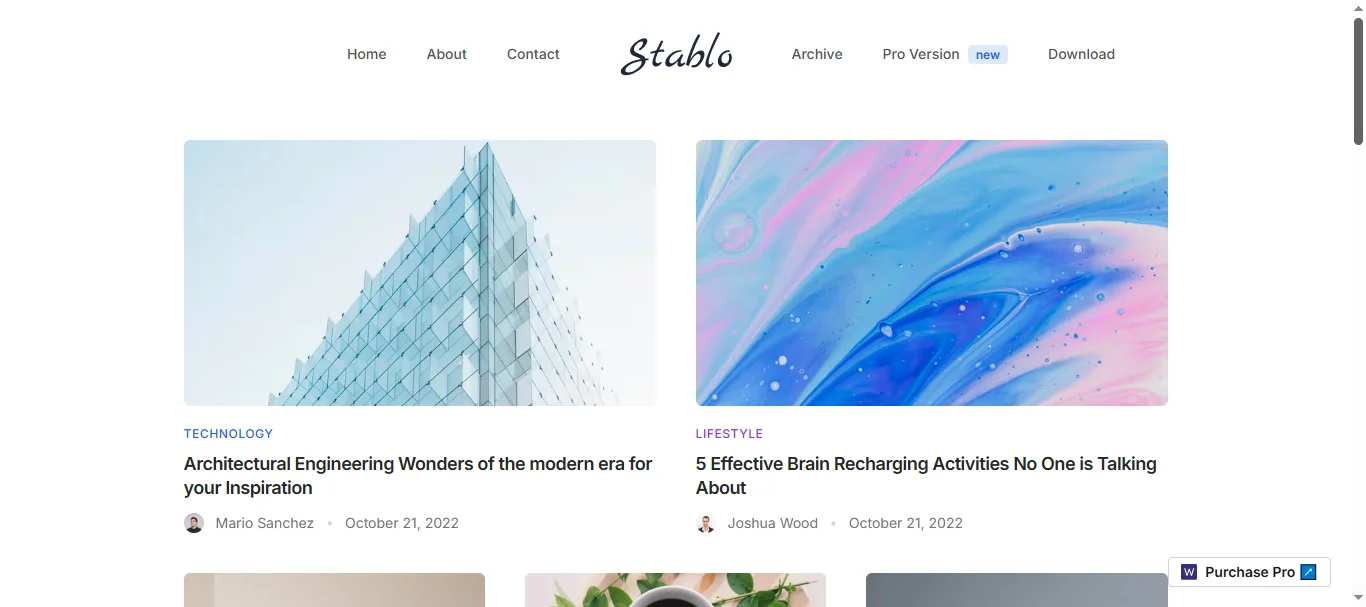 Home About Contact Stablo Archive Pro Version new Download
TECHNOLOGY
Architectural Engineering Wonders of the modern era for
your Inspiration
Mario Sanchez • October 21, 2022
LIFESTYLE
5 Effective Brain Recharging Activities No One is Talking
About
Joshua Wood • October 21, 2022
W Purchase Pro